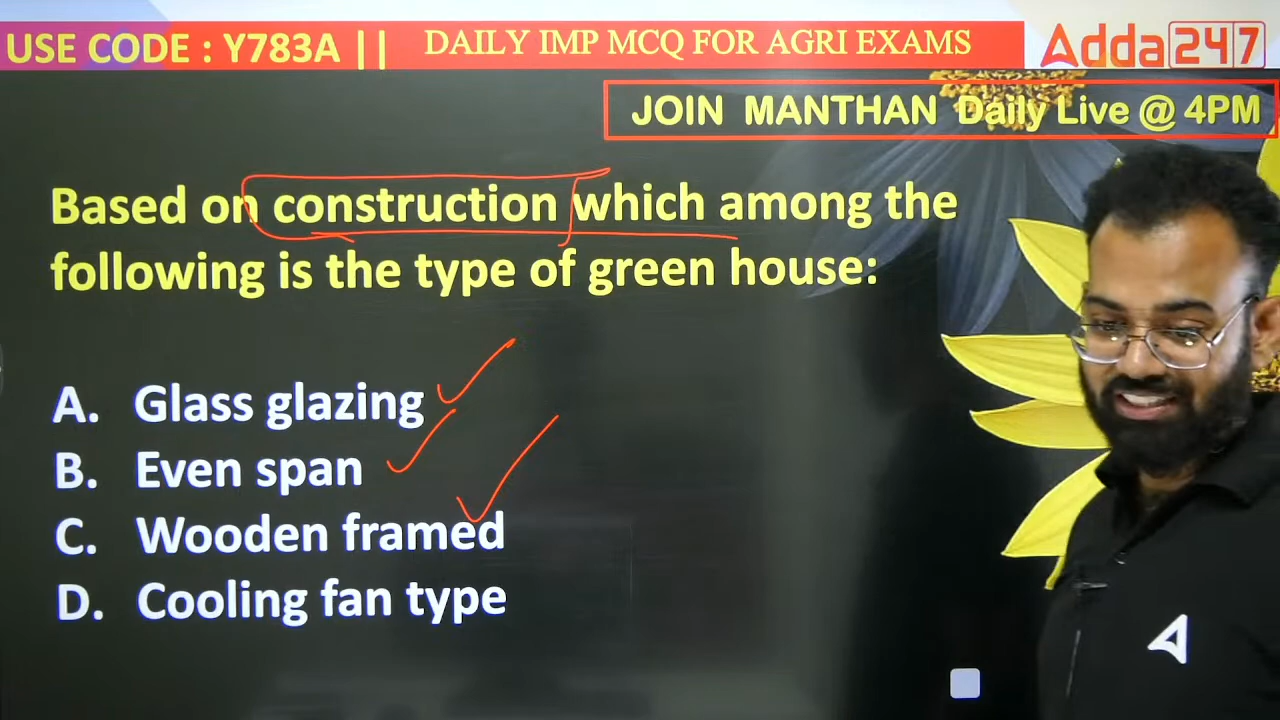 USE CODE : Y783A ||
DAILY IMP MCQ FOR AGRI EXAMS
Adda247
JOIN MANTHAN Daily Live @ 4PM
Based on construction which among the
following is the type of green house:
A. Glass glazing
B. Even span
C. Wooden framed
D. Cooling fan type